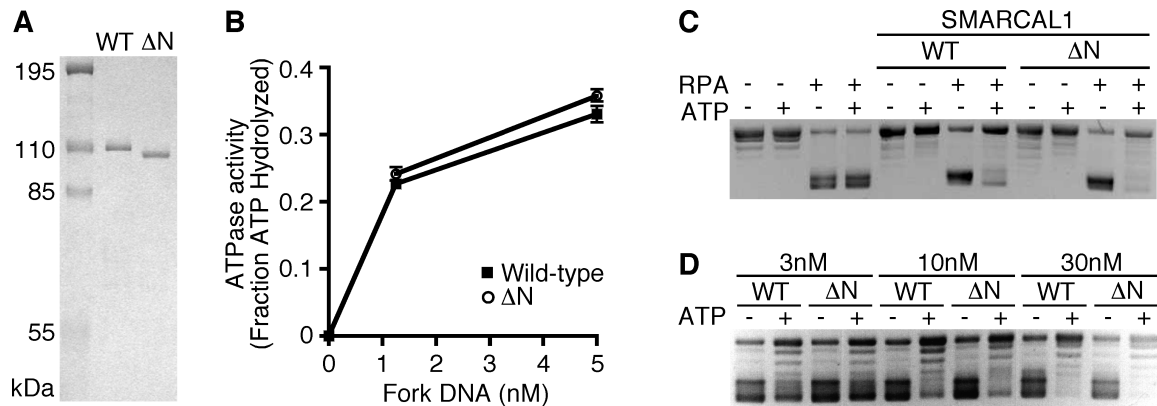 A
WT ΔN
195
110
85
55
kDa
B
ATPase activity
(Fraction ATP Hydrolyzed)
0.4
0.3
0.2
0.1
0
0 1 2 3 4 5
Fork DNA (nM)
Wild-type
ΔN
C
SMARCAL1
WT ΔN
RPA - - + + - - + + - - + +
ATP - + - + - + - + - + - +
D
3nM 10nM 30nM
WT ΔN WT ΔN WT ΔN
ATP - + - + - + - + - + - +